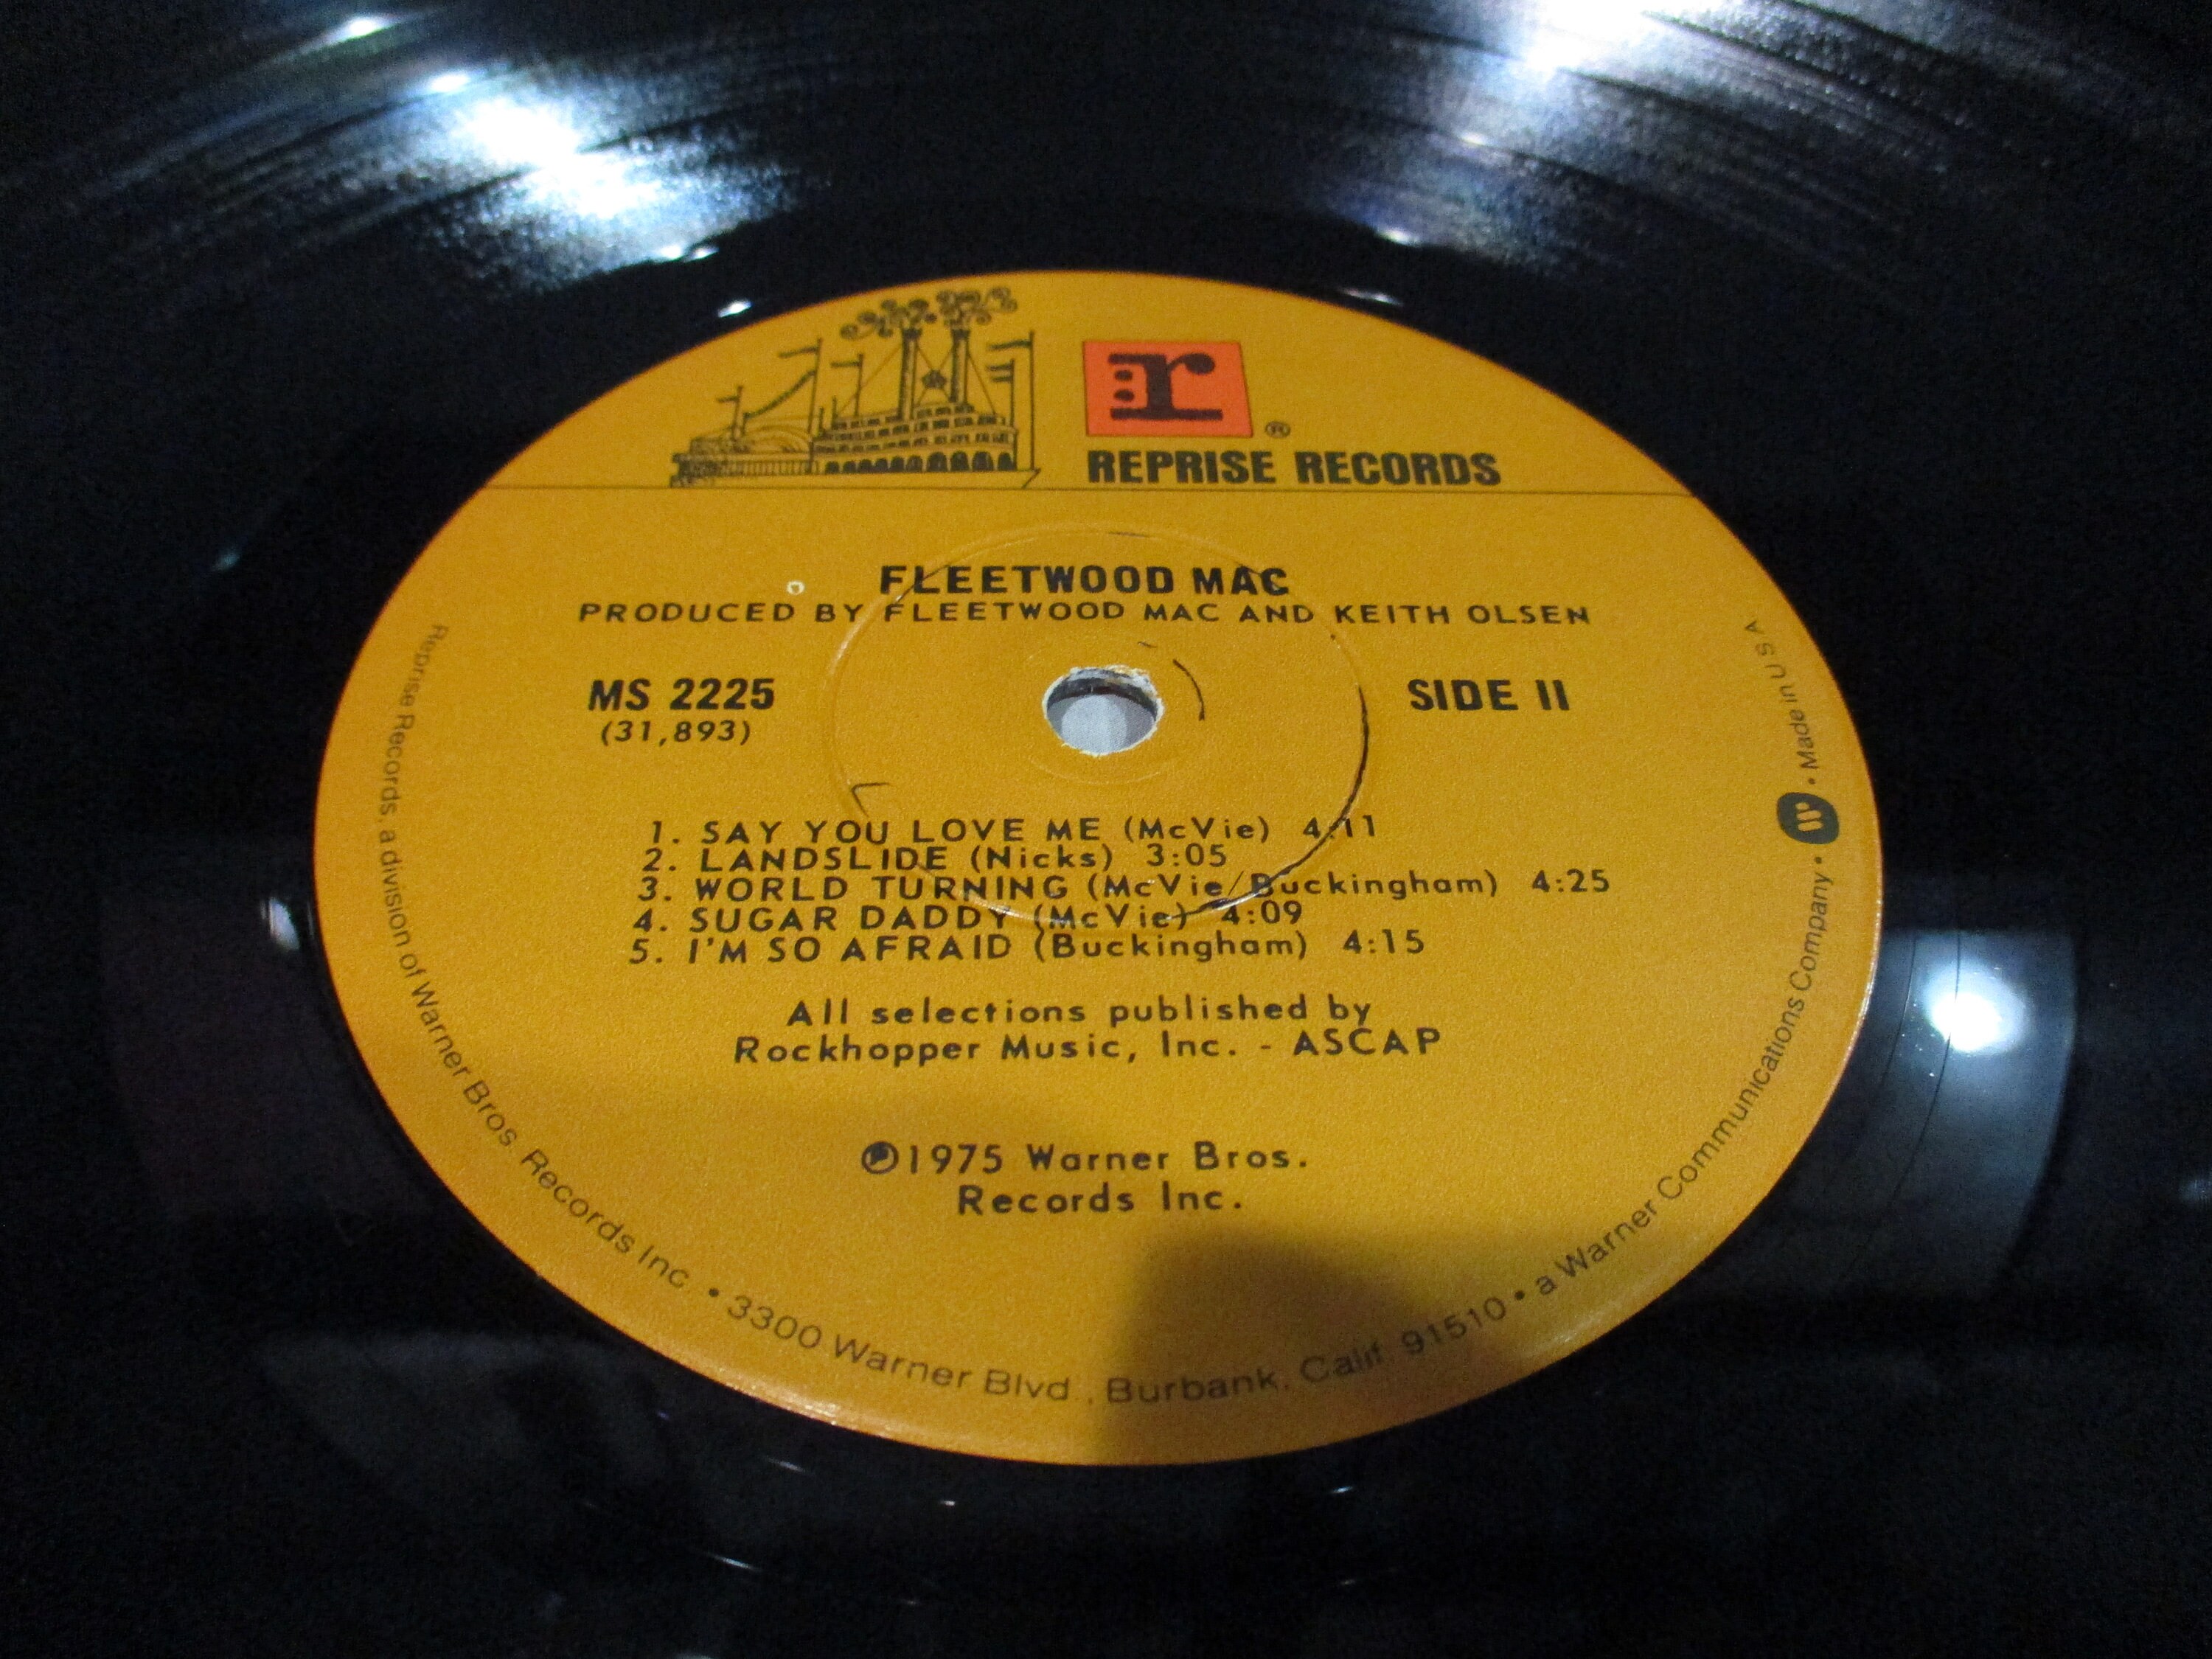 r
®
REPRISE RECORDS
FLEETWOOD MAC
PRODUCED BY FLEETWOOD MAC AND KEITH OLSEN
MS 2225
(31,893)
SIDE II
1. SAY YOU LOVE ME (McVie) 4:11
2. LANDSLIDE (Nicks) 3:05
3. WORLD TURNING (McVie/Buckingham) 4:25
4. SUGAR DADDY (McVie) 4:09
5. I'M SO AFRAID (Buckingham) 4:15
All selections published by
Rockhopper Music, Inc. - ASCAP
℗1975 Warner Bros.
Records Inc.
Reprise Records, a division of Warner Bros. Records Inc. • 3300 Warner Blvd., Burbank, Calif. 91510 • a Warner Communications Company • W • Made in U.S.A.